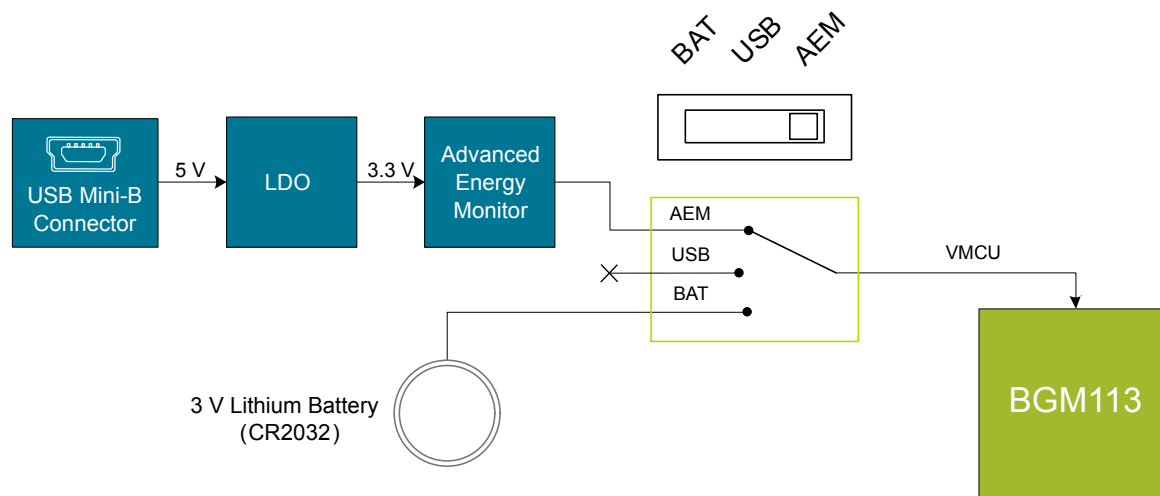 BAT
USB
AEM
USB Mini-B
Connector
5 V
LDO
3.3 V
Advanced
Energy
Monitor
AEM
USB
BAT
VMCU
3 V Lithium Battery
(CR2032)
BGM113